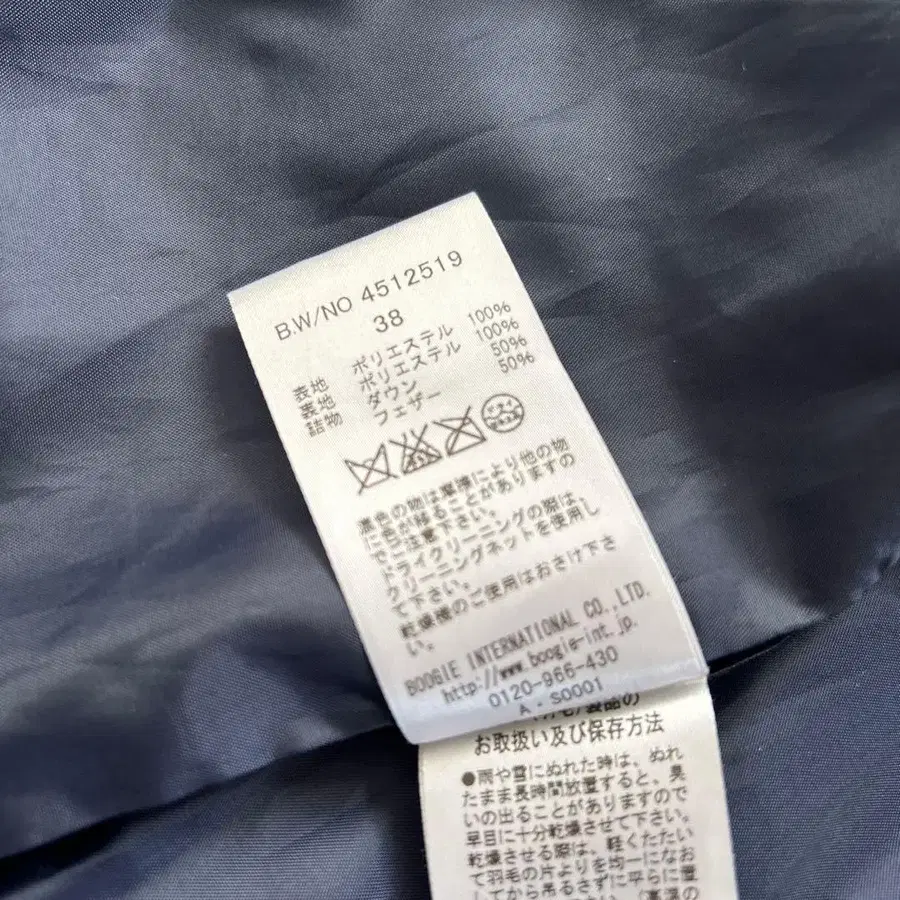 B.W/NO 4512519
38
表地 ポリエステル 100%
裏地 ポリエステル 100%
詰物 ダウン 50%
フェザー 50%
ドライ
濃色の物は摩擦により他の物
に色が移ることがありますの
でご注意下さい。
ドライクリーニングの際は、
クリーニングネットを使用し
て下さい。
乾燥機のご使用はおさけ下さ
い。
BOOGIE INTERNATIONAL CO.,LTD.
http://www.boogie-int.jp.
0120-966-430
A・S0001
製品の
お取扱い及び保存方法
●雨や雪にぬれた時は、ぬれ
たまま長時間放置すると、臭
いの出ることがありますので
早目に十分乾燥させて下さい。
乾燥させる際は、軽くたたい
て羽毛の片よりを均一になお
してから吊るさずに平らに置